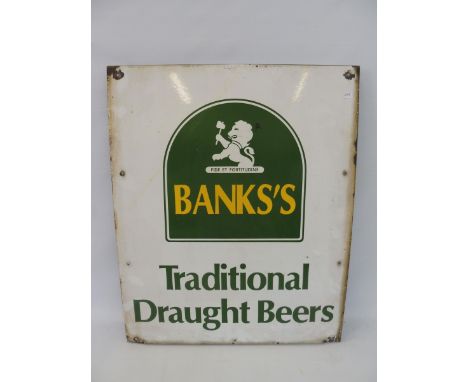 FIDE ET FORTITUDINE
BANKS'S
Traditional
Draught Beers